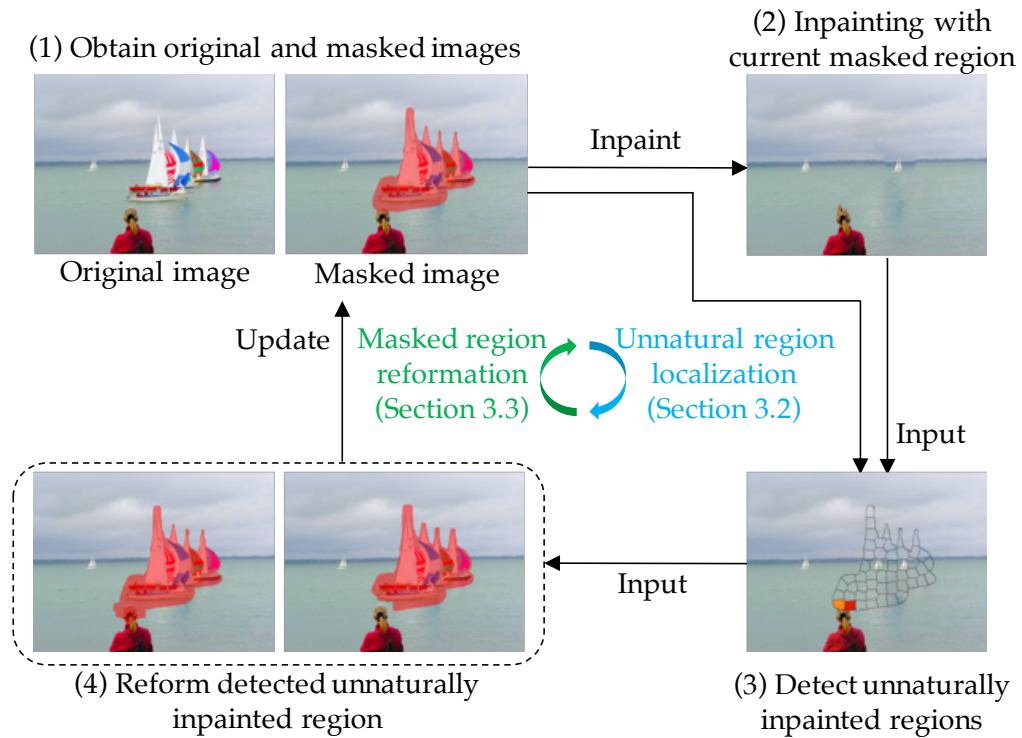 (1) Obtain original and masked images
(2) Inpainting with
current masked region
Inpaint
Original image
Masked image
Update
Masked region
reformation
(Section 3.3)
Unnatural region
localization
(Section 3.2)
Input
Input
(4) Reform detected unnaturally
inpainted region
(3) Detect unnaturally
inpainted regions